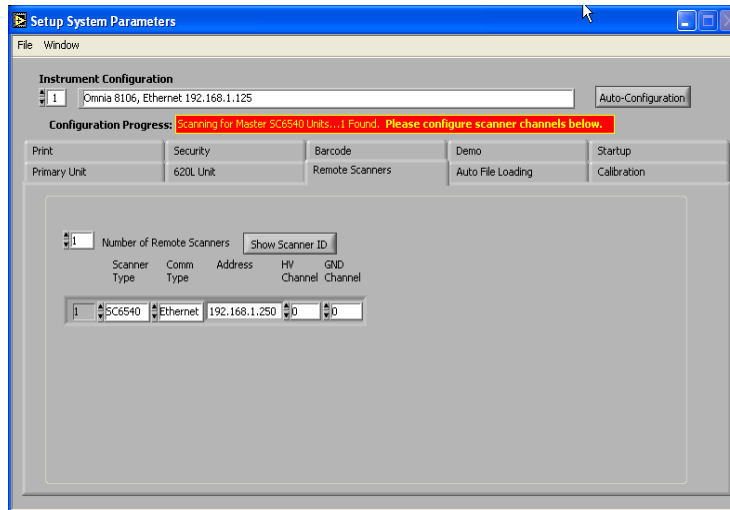 Setup System Parameters
File Window
Instrument Configuration
1 Omnia 8106, Ethernet 192.168.1.125 Auto-Configuration
Configuration Progress: Scanning for Master SC6540 Units...1 Found. Please configure scanner channels below.
Print Security Barcode Demo Startup
Primary Unit 620L Unit Remote Scanners Auto File Loading Calibration
1 Number of Remote Scanners Show Scanner ID
Scanner Comm Address HV GND
Type Type Channel Channel
1 SC6540 Ethernet 192.168.1.250 0 0